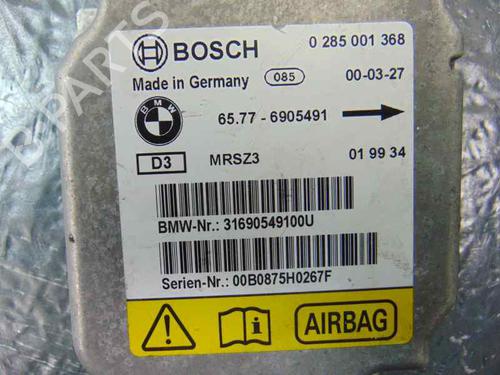 BOSCH 0 285 001 368
Made in Germany 085 00-03-27
BMW 65.77 - 6905491
D3 MRSZ3 01 99 34
BMW-Nr.: 31690549100U
Serien-Nr.: 00B0875H0267F
AIRBAG